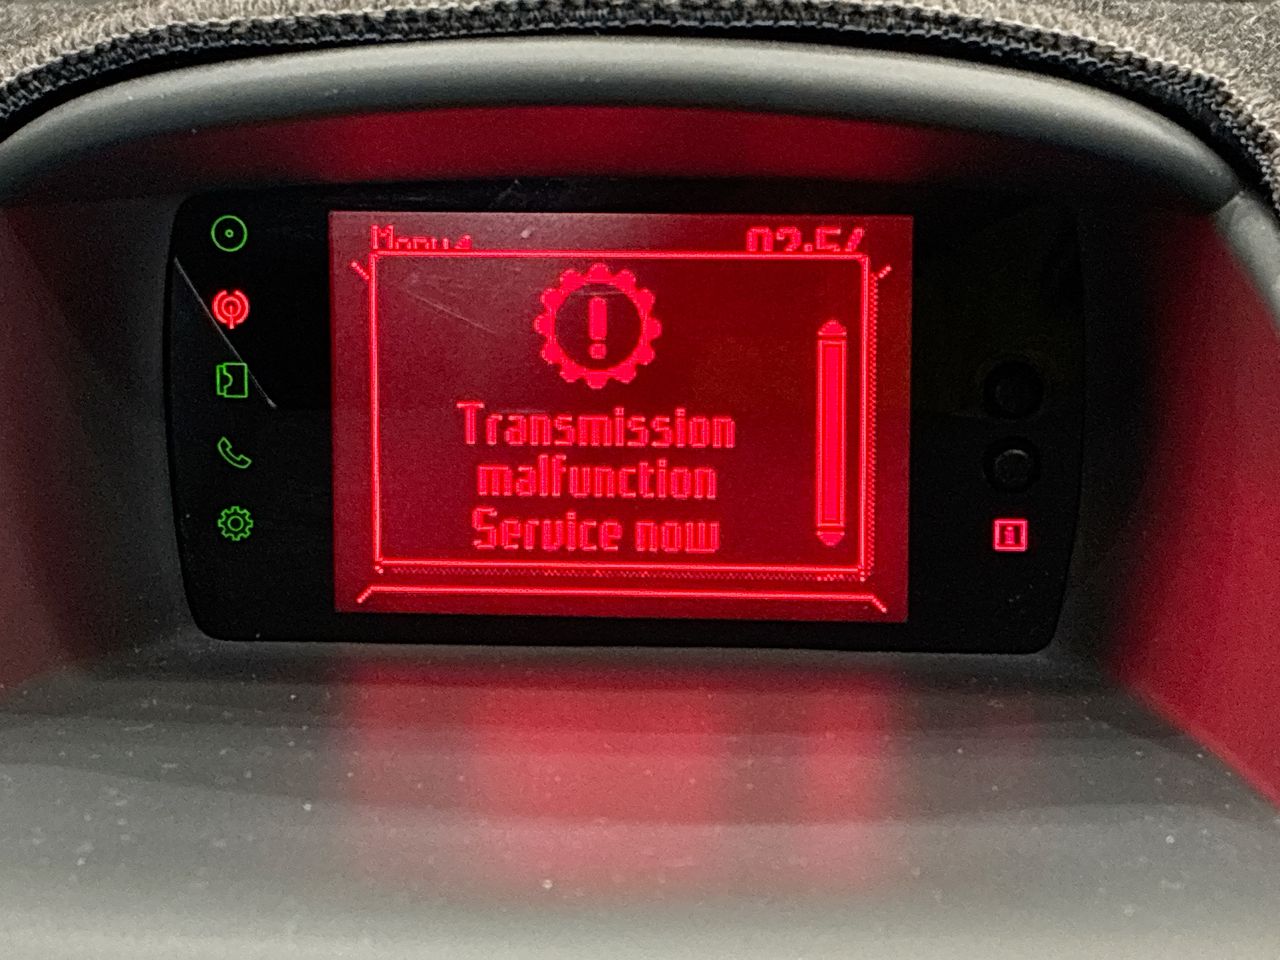 Transmission
malfunction
Service now